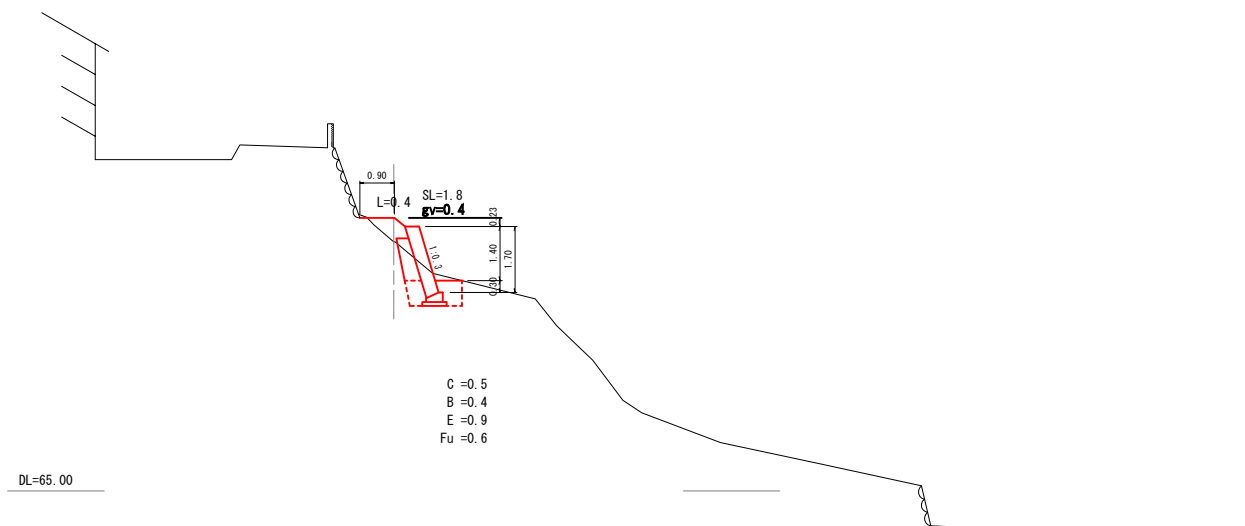 0.90
L=0.4
SL=1.8
gv=0.4
0.23
1:0.3
1.40
1.70
0.30
C =0.5
B =0.4
E =0.9
Fu =0.6
DL=65.00